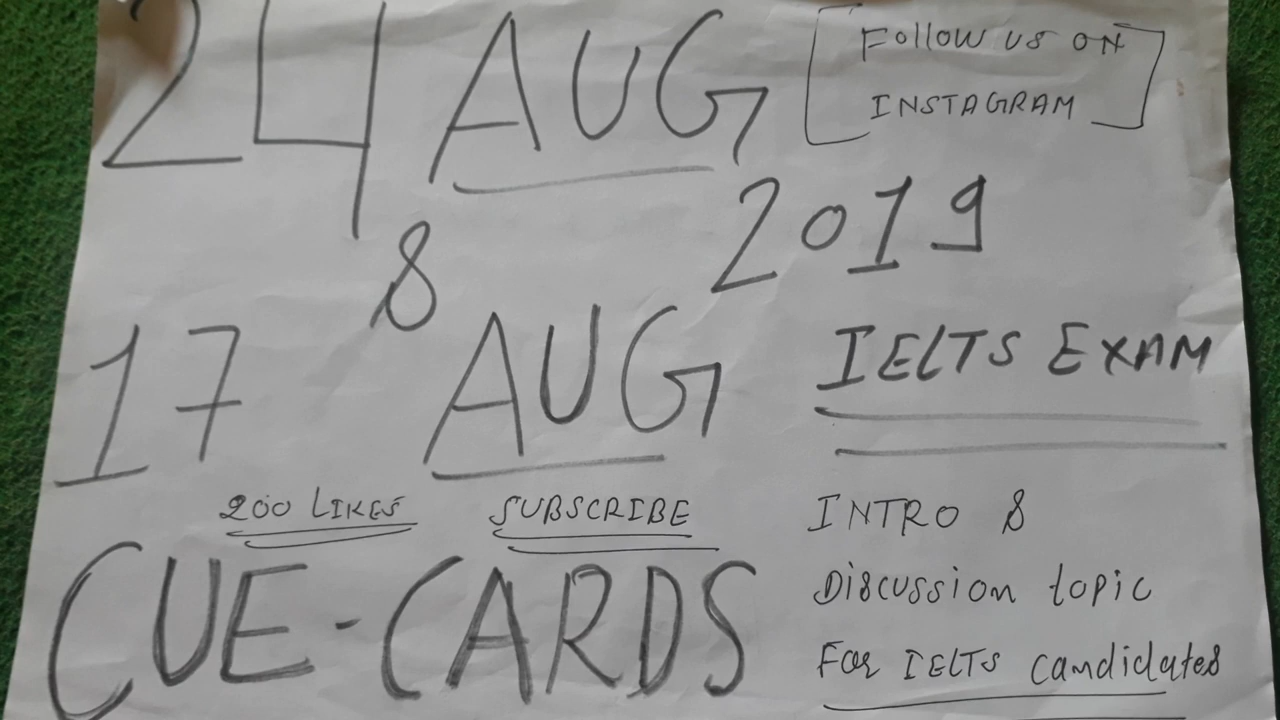 24 AUG
[Follow us on
INSTAGRAM]
&
2019
17 AUG
IELTS EXAM
200 LIKES
SUBSCRIBE
CUE-CARDS
INTRO &
Discussion topic
For IELTS candidates